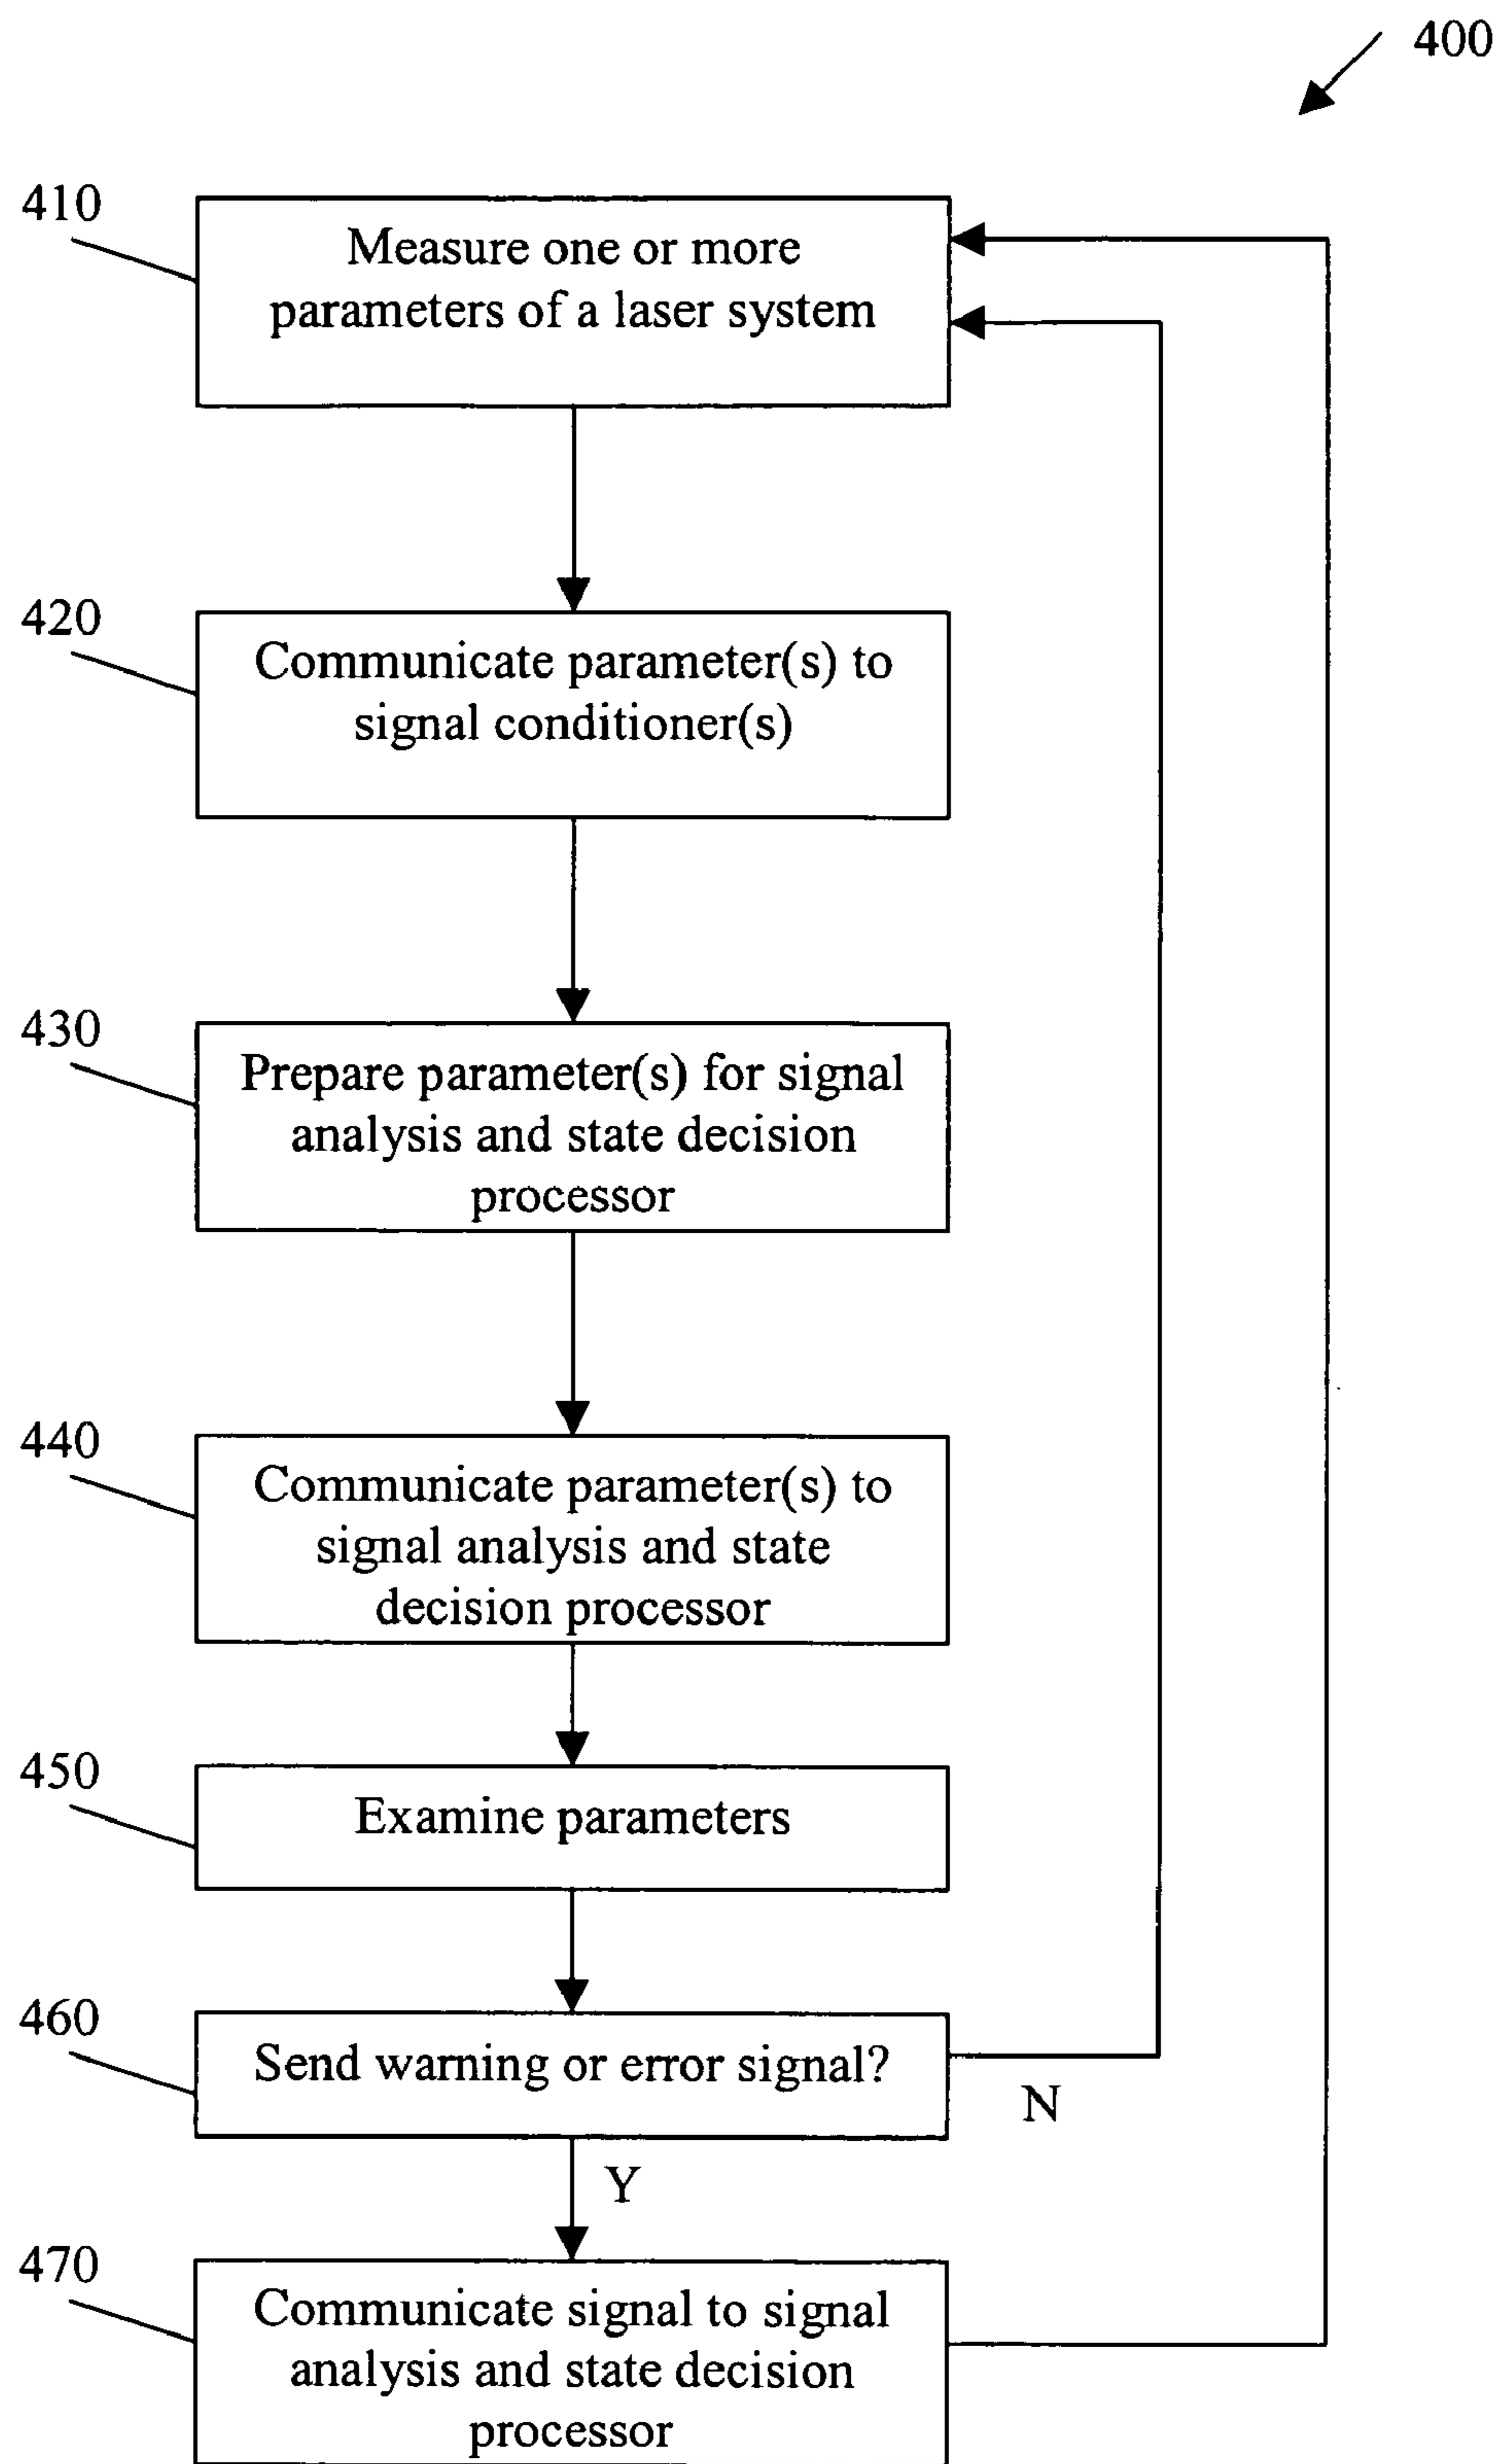 400
410
Measure one or more
parameters of a laser system
420
Communicate parameter(s) to
signal conditioner(s)
430
Prepare parameter(s) for signal
analysis and state decision
processor
440
Communicate parameter(s) to
signal analysis and state
decision processor
450
Examine parameters
460
Send warning or error signal?
N
Y
470
Communicate signal to signal
analysis and state decision
processor